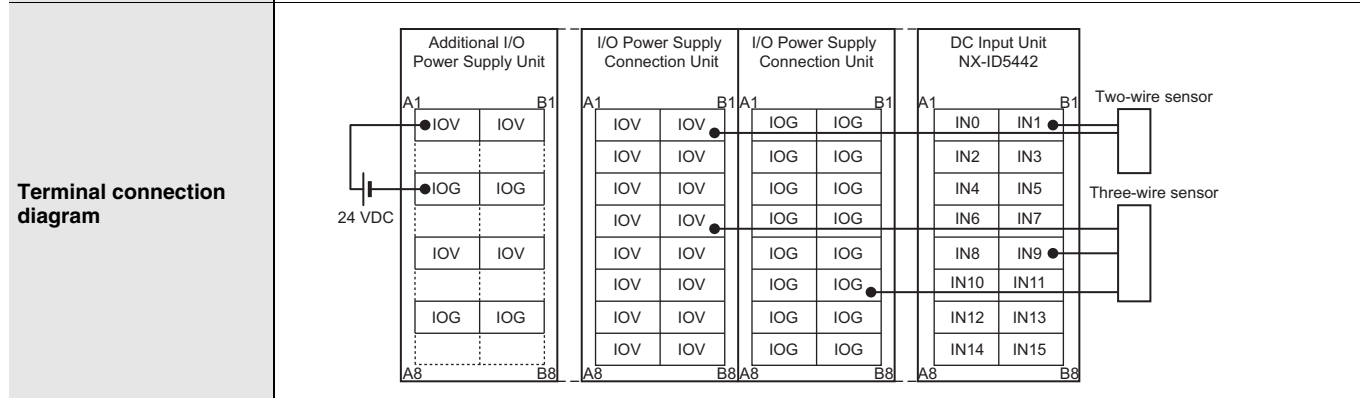 Terminal connection
diagram
Additional I/O
Power Supply Unit
A1 B1
IOV IOV
IOG IOG
IOV IOV
IOG IOG
A8 B8
24 VDC
I/O Power Supply
Connection Unit
A1 B1
IOV IOV
IOV IOV
IOV IOV
IOV IOV
IOV IOV
IOV IOV
IOV IOV
IOV IOV
A8 B8
I/O Power Supply
Connection Unit
A1 B1
IOG IOG
IOG IOG
IOG IOG
IOG IOG
IOG IOG
IOG IOG
IOG IOG
IOG IOG
A8 B8
DC Input Unit
NX-ID5442
A1 B1
IN0 IN1
IN2 IN3
IN4 IN5
IN6 IN7
IN8 IN9
IN10 IN11
IN12 IN13
IN14 IN15
A8 B8
Two-wire sensor
Three-wire sensor